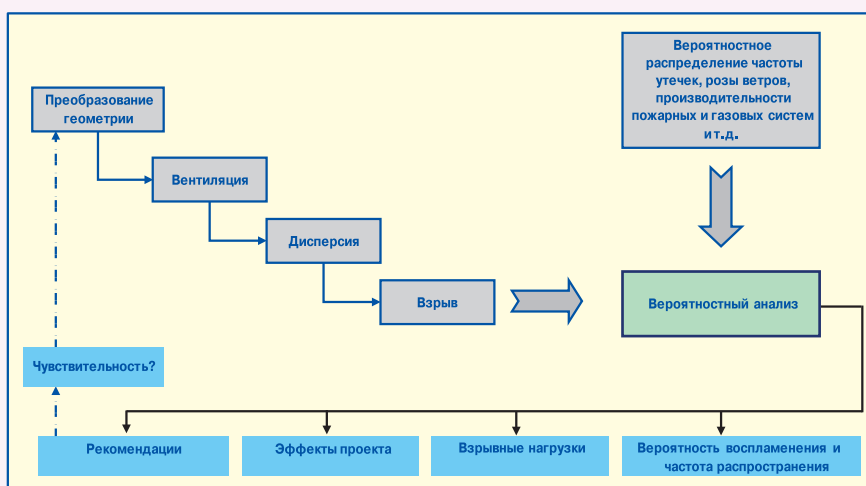 Вероятностное
распределение частоты
утечек, розы ветров,
производительности
пожарных и газовых систем
и т.д.
Преобразование
геометрии
Вентиляция
Дисперсия
Взрыв
Вероятностный анализ
Чувствительность?
Рекомендации
Эффекты проекта
Взрывные нагрузки
Вероятность воспламенения и
частота распространения